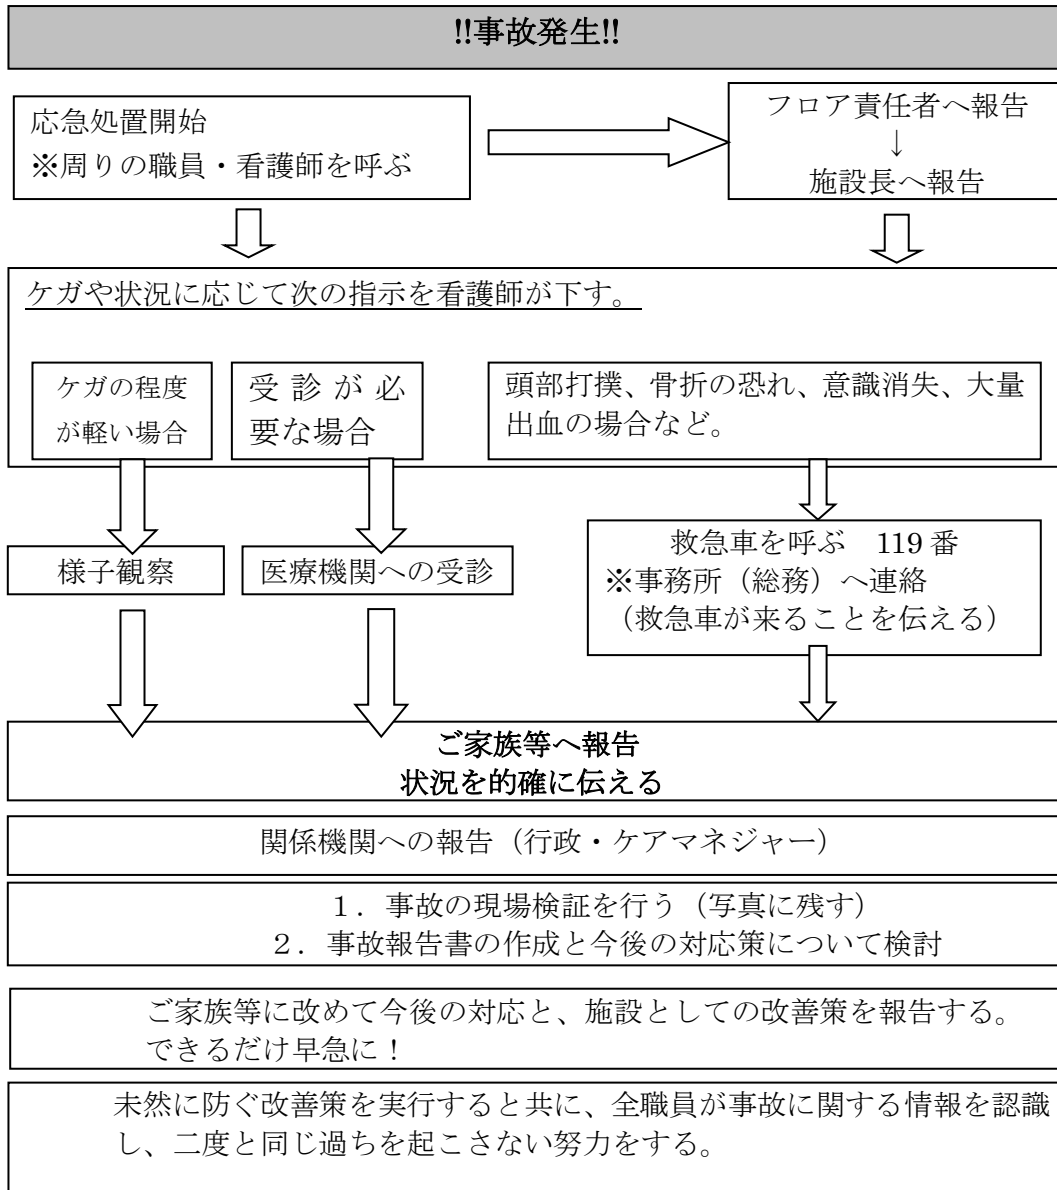 !!事故発生!!
応急処置開始
※周りの職員・看護師を呼ぶ
フロア責任者へ報告
↓
施設長へ報告
ケガや状況に応じて次の指示を看護師が下す。
ケガの程度
が軽い場合
受診が必
要な場合
頭部打撲、骨折の恐れ、意識消失、大量
出血の場合など。
様子観察
医療機関への受診
救急車を呼ぶ　119番
※事務所（総務）へ連絡
（救急車が来ることを伝える）
ご家族等へ報告
状況を的確に伝える
関係機関への報告（行政・ケアマネジャー）
１．事故の現場検証を行う（写真に残す）
２．事故報告書の作成と今後の対応策について検討
ご家族等に改めて今後の対応と、施設としての改善策を報告する。
できるだけ早急に！
未然に防ぐ改善策を実行すると共に、全職員が事故に関する情報を認識
し、二度と同じ過ちを起こさない努力をする。